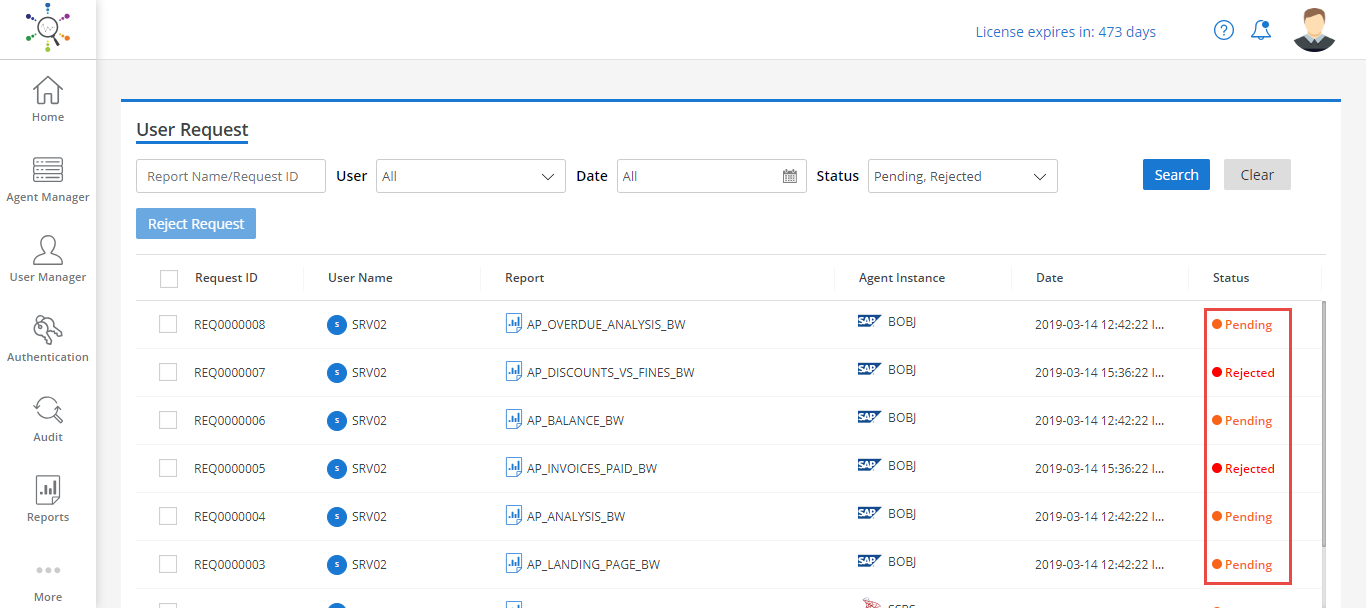 License expires in: 473 days
Home
Agent Manager
User Manager
Authentication
Audit
Reports
More
User Request
Report Name/Request ID User All Date All Status Pending, Rejected Search Clear
Reject Request
Request ID User Name Report Agent Instance Date Status
REQ0000008 S SRV02 AP_OVERDUE_ANALYSIS_BW SAP BOBJ 2019-03-14 12:42:22 I... Pending
REQ0000007 S SRV02 AP_DISCOUNTS_VS_FINES_BW SAP BOBJ 2019-03-14 15:36:22 I... Rejected
REQ0000006 S SRV02 AP_BALANCE_BW SAP BOBJ 2019-03-14 12:42:22 I... Pending
REQ0000005 S SRV02 AP_INVOICES_PAID_BW SAP BOBJ 2019-03-14 15:36:22 I... Rejected
REQ0000004 S SRV02 AP_ANALYSIS_BW SAP BOBJ 2019-03-14 12:42:22 I... Pending
REQ0000003 S SRV02 AP_LANDING_PAGE_BW SAP BOBJ 2019-03-14 12:42:22 I... Pending